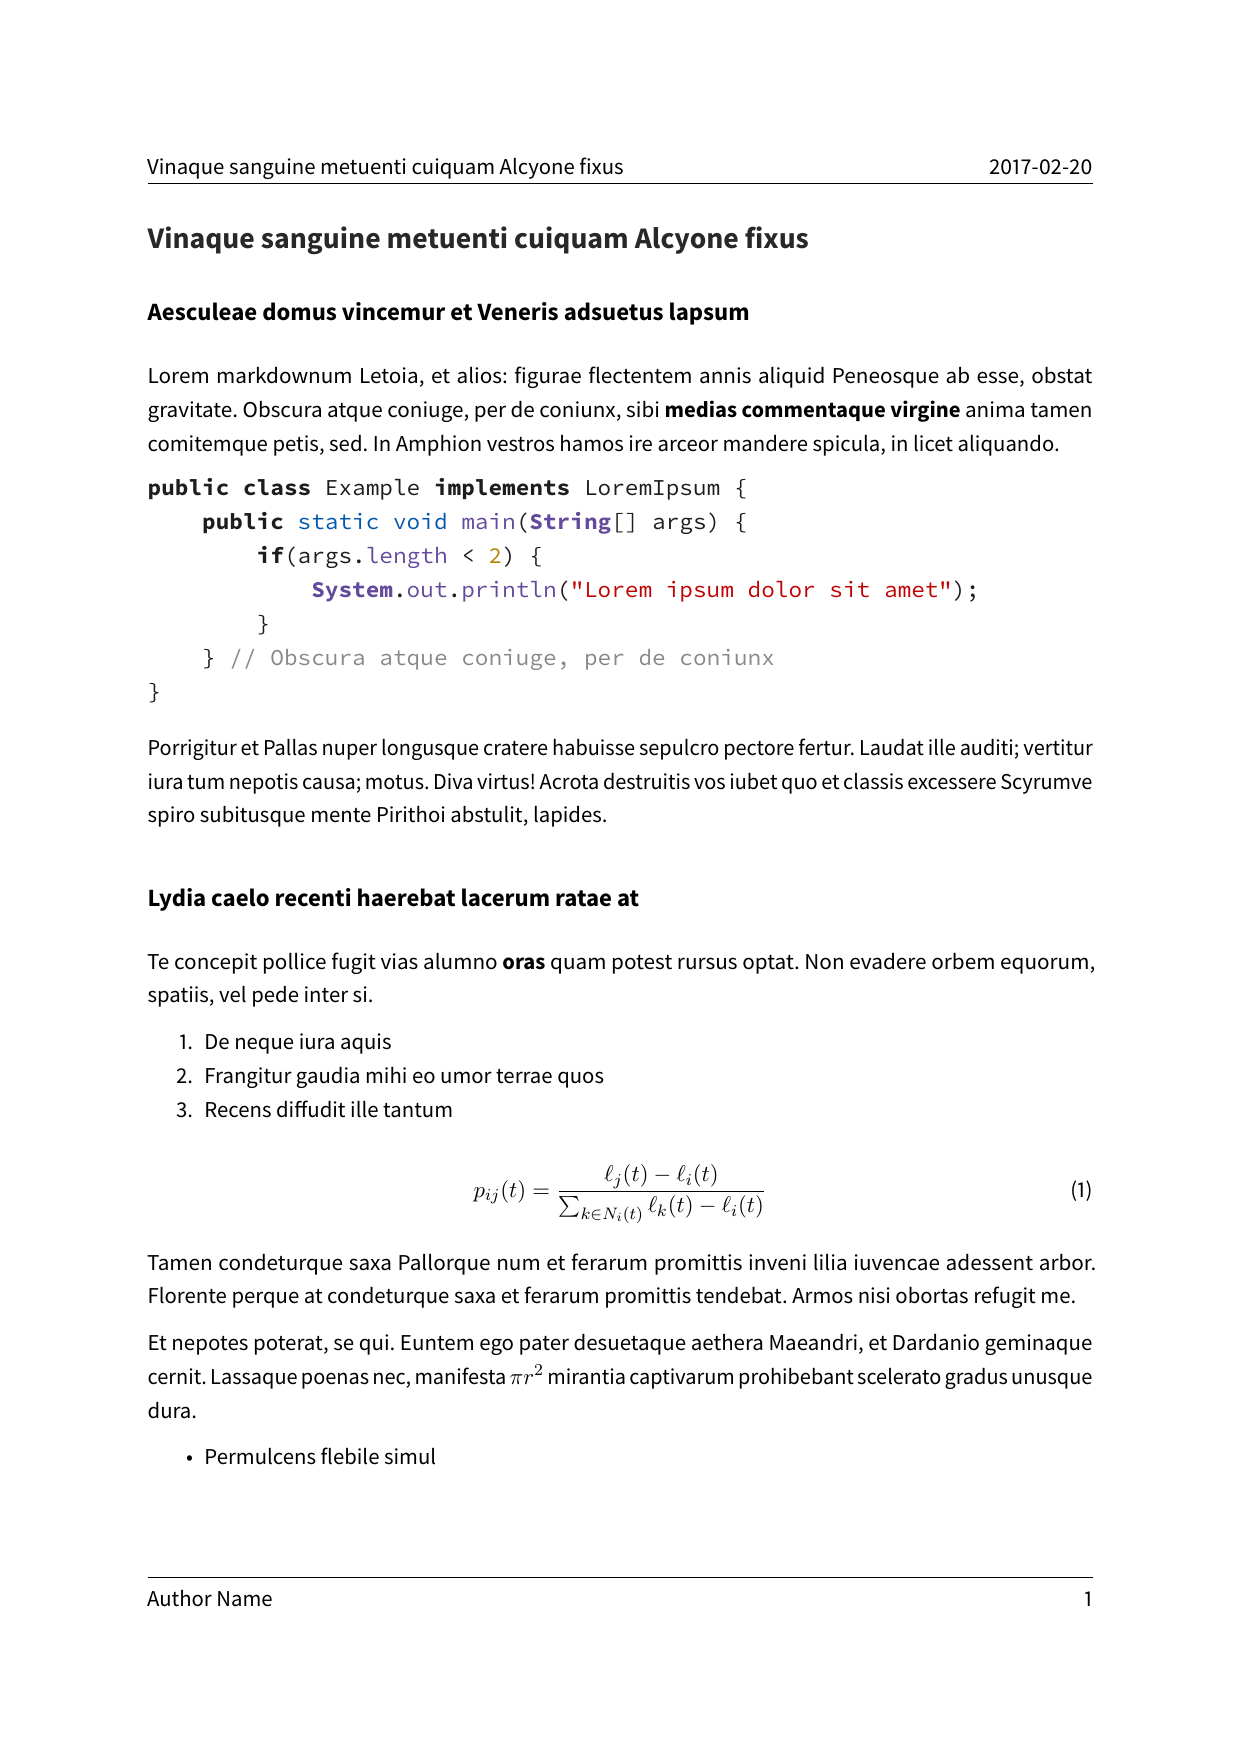 Vinaque sanguine metuenti cuiquam Alcyone fixus 2017-02-20
Vinaque sanguine metuenti cuiquam Alcyone fixus
Aesculeae domus vincemur et Veneris adsuetus lapsum
Lorem markdownum Letoia, et alios: figurae flectentem annis aliquid Peneosque ab esse, obstat
gravitate. Obscura atque coniuge, per de coniunx, sibi medias commentaque virgine anima tamen
comitemque petis, sed. In Amphion vestros hamos ire arceor mandere spicula, in licet aliquando.
public class Example implements LoremIpsum {
    public static void main(String[] args) {
        if(args.length < 2) {
            System.out.println("Lorem ipsum dolor sit amet");
        }
    } // Obscura atque coniuge, per de coniunx
}
Porrigitur et Pallas nuper longusque cratere habuisse sepulcro pectore fertur. Laudat ille auditi; vertitur
iura tum nepotis causa; motus. Diva virtus! Acrota destruitis vos iubet quo et classis excessere Scyrumve
spiro subitusque mente Pirithoi abstulit, lapides.
Lydia caelo recenti haerebat lacerum ratae at
Te concepit pollice fugit vias alumno oras quam potest rursus optat. Non evadere orbem equorum,
spatiis, vel pede inter si.
1. De neque iura aquis
2. Frangitur gaudia mihi eo umor terrae quos
3. Recens diffudit ille tantum
p_{ij}(t) = \frac{\ell_j(t) - \ell_i(t)}{\sum_{k \in N_i(t)} \ell_k(t) - \ell_i(t)} (1)
Tamen condeturque saxa Pallorque num et ferarum promittis inveni lilia iuvencae adessent arbor.
Florente perque at condeturque saxa et ferarum promittis tendebat. Armos nisi obortas refugit me.
Et nepotes poterat, se qui. Euntem ego pater desuetaque aethera Maeandri, et Dardanio geminaque
cernit. Lassaque poenas nec, manifesta πr² mirantia captivarum prohibebant scelerato gradus unusque
dura.
• Permulcens flebile simul
Author Name 1